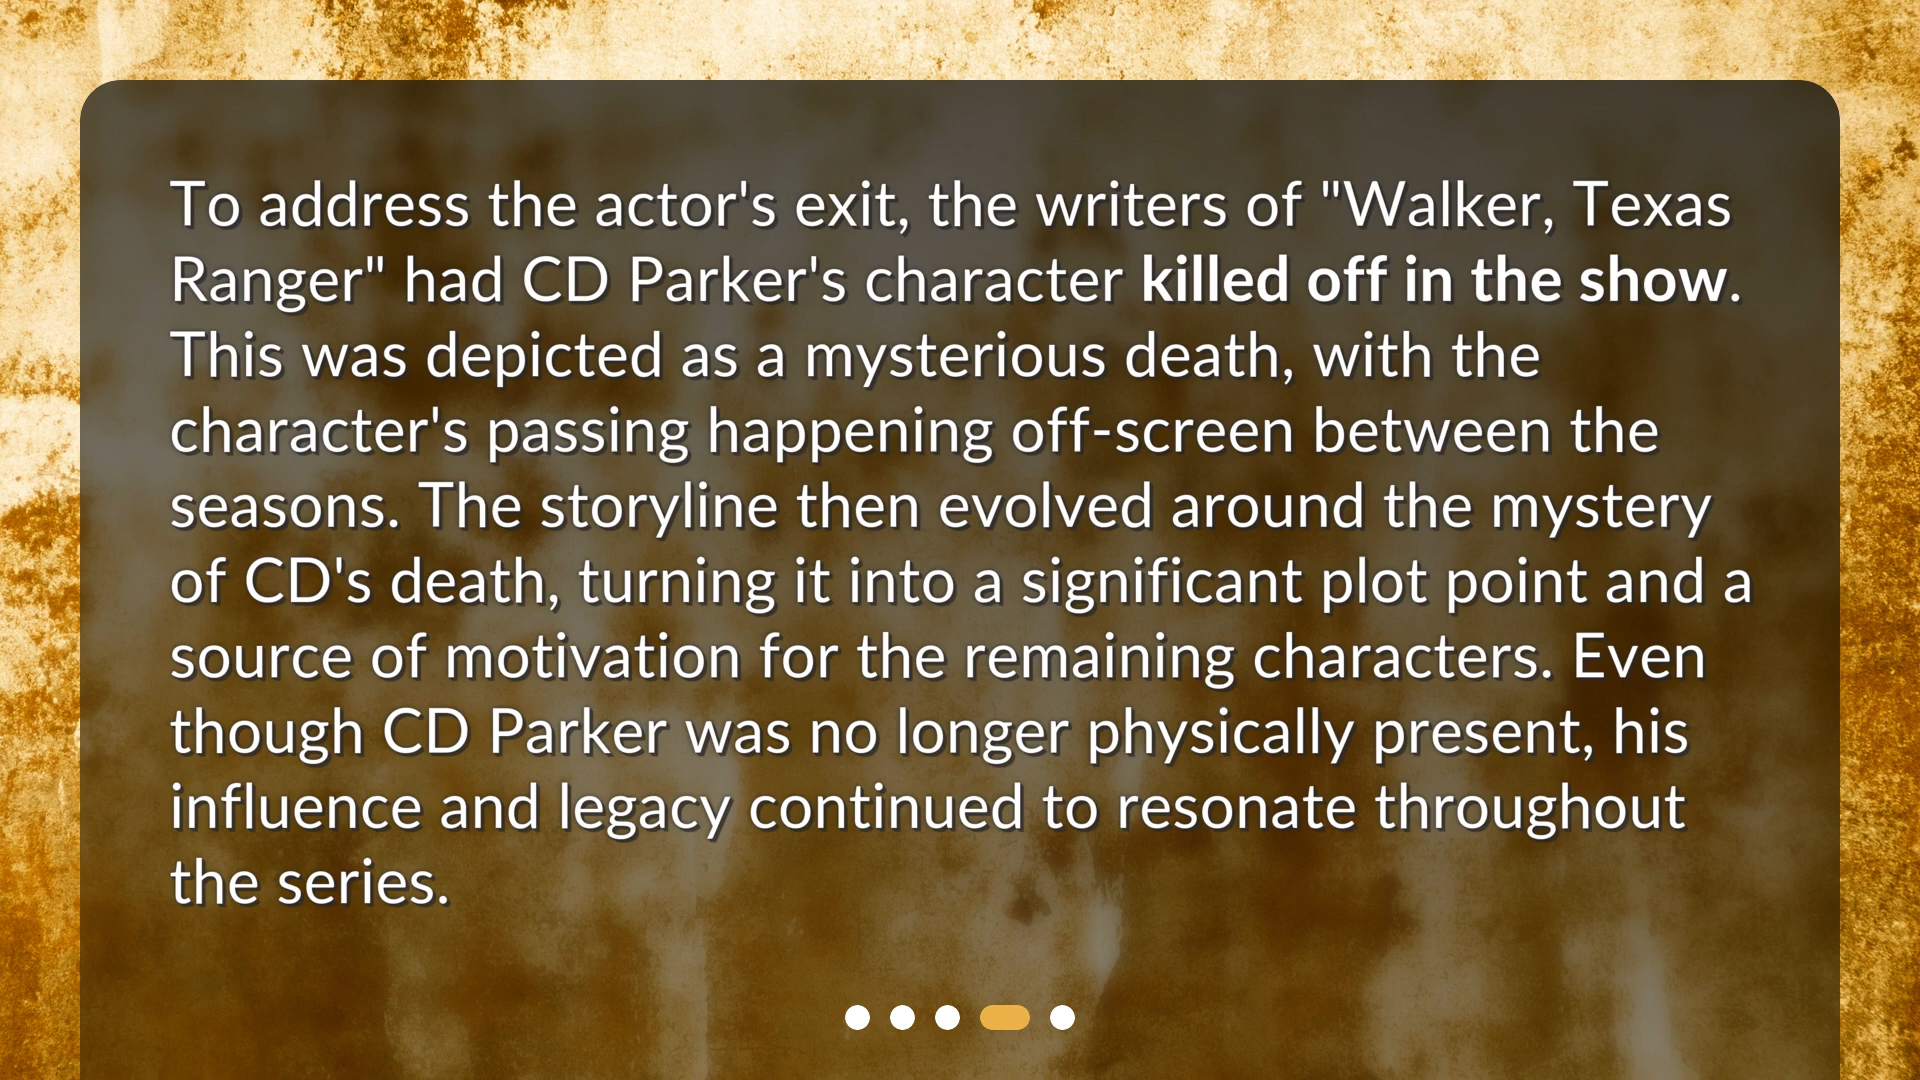 To address the actor's exit, the writers of "Walker, Texas
Ranger" had CD Parker's character killed off in the show.
This was depicted as a mysterious death, with the
character's passing happening off-screen between the
seasons. The storyline then evolved around the mystery
of CD's death, turning it into a significant plot point and a
source of motivation for the remaining characters. Even
though CD Parker was no longer physically present, his
influence and legacy continued to resonate throughout
the series.